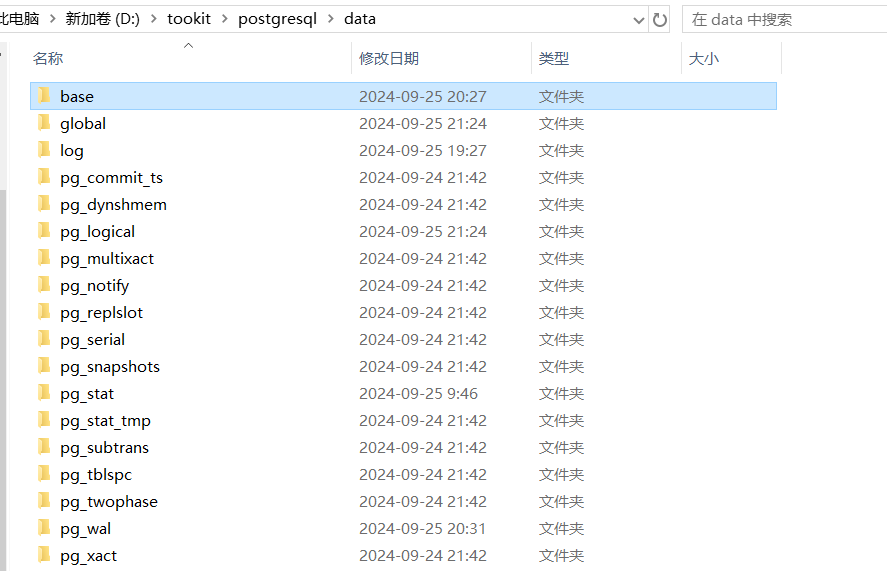 此电脑 > 新加卷 (D:) > tookit > postgresql > data 在 data 中搜索
名称 修改日期 类型 大小
base 2024-09-25 20:27 文件夹
global 2024-09-25 21:24 文件夹
log 2024-09-25 19:27 文件夹
pg_commit_ts 2024-09-24 21:42 文件夹
pg_dynshmem 2024-09-24 21:42 文件夹
pg_logical 2024-09-25 21:24 文件夹
pg_multixact 2024-09-24 21:42 文件夹
pg_notify 2024-09-24 21:42 文件夹
pg_replslot 2024-09-24 21:42 文件夹
pg_serial 2024-09-24 21:42 文件夹
pg_snapshots 2024-09-24 21:42 文件夹
pg_stat 2024-09-25 9:46 文件夹
pg_stat_tmp 2024-09-24 21:42 文件夹
pg_subtrans 2024-09-24 21:42 文件夹
pg_tblspc 2024-09-24 21:42 文件夹
pg_twophase 2024-09-24 21:42 文件夹
pg_wal 2024-09-25 20:31 文件夹
pg_xact 2024-09-24 21:42 文件夹